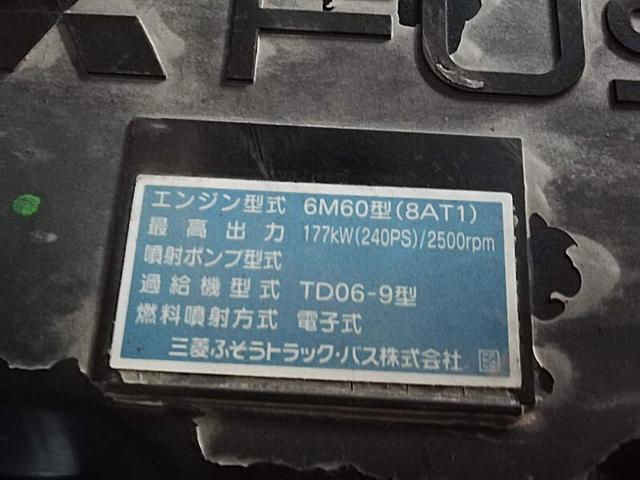 FUS
エンジン型式 6M60型(8AT1)
最高出力 177kW(240PS)/2500rpm
噴射ポンプ型式
過給機型式 TD06-9型
燃料噴射方式 電子式
三菱ふそうトラック・バス株式会社